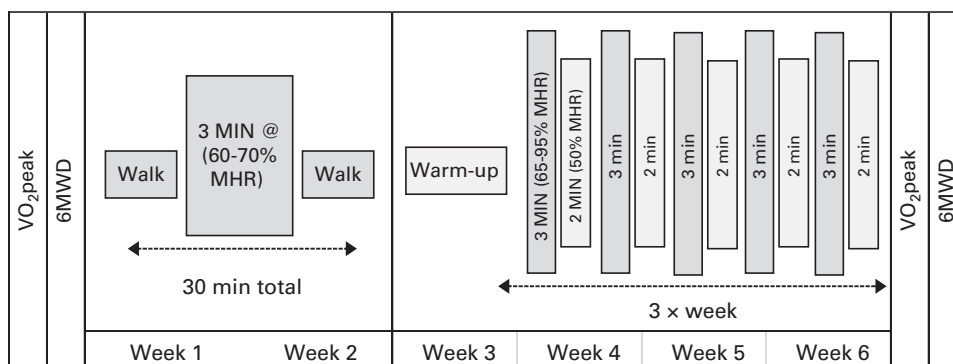 VO2peak
6MWD
Walk
3 MIN @
(60-70%
MHR)
Walk
30 min total
Warm-up
3 MIN (65-95% MHR)
2 MIN (50% MHR)
3 min
2 min
3 min
2 min
3 min
2 min
3 min
2 min
3 × week
VO2peak
6MWD
Week 1
Week 2
Week 3
Week 4
Week 5
Week 6